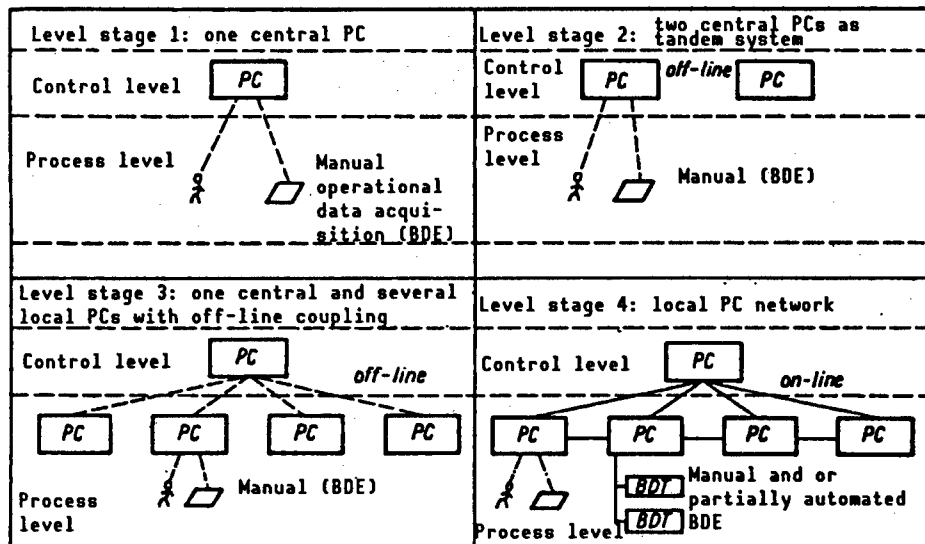 Level stage 1: one central PC
Control level
PC
Process level
Manual
operational
data acqui-
sition (BDE)
Level stage 2: two central PCs as
tandem system
Control
level
PC
off-line
PC
Process
level
Manual (BDE)
Level stage 3: one central and several
local PCs with off-line coupling
Control level
PC
off-line
PC
PC
PC
PC
Manual (BDE)
Process
level
Level stage 4: local PC network
Control level
PC
on-line
PC
PC
PC
PC
BDT
Manual and or
partially automated
BDE
BDT
Process level